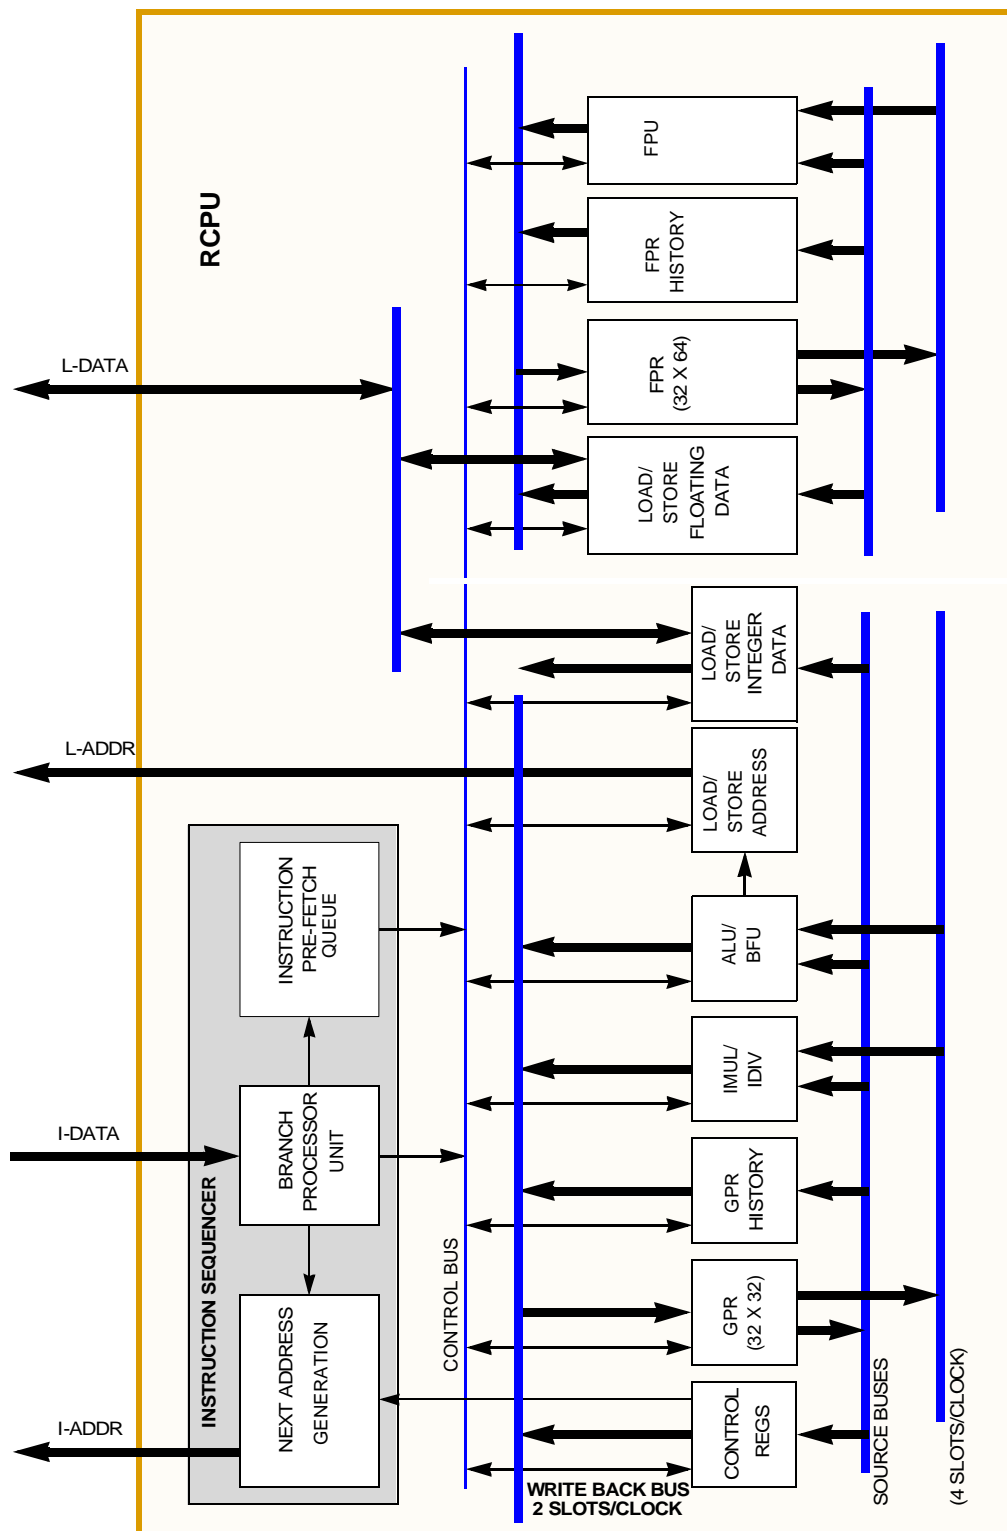 RCPU
L-DATA
L-ADDR
I-DATA
I-ADDR
INSTRUCTION SEQUENCER
INSTRUCTION
PRE-FETCH
QUEUE
BRANCH
PROCESSOR
UNIT
NEXT ADDRESS
GENERATION
CONTROL BUS
WRITE BACK BUS
2 SLOTS/CLOCK
FPU
FPR
HISTORY
FPR
(32 X 64)
LOAD/
STORE
FLOATING
DATA
LOAD/
STORE
INTEGER
DATA
LOAD/
STORE
ADDRESS
ALU/
BFU
IMUL/
IDIV
GPR
HISTORY
GPR
(32 X 32)
CONTROL
REGS
SOURCE BUSES
(4 SLOTS/CLOCK)